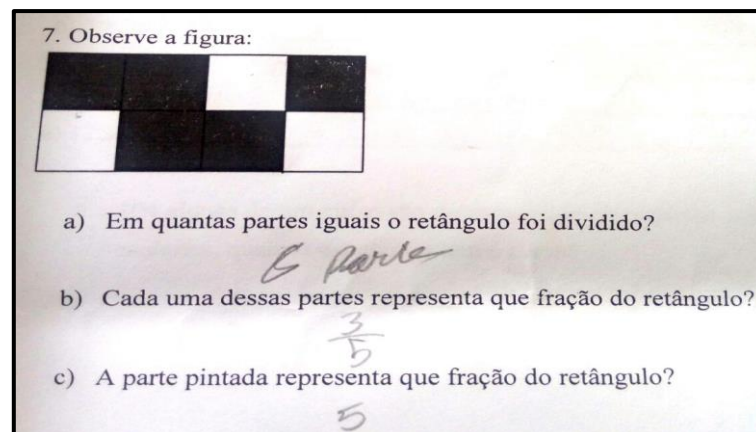 7. Observe a figura:
a) Em quantas partes iguais o retângulo foi dividido?
Parte
b) Cada uma dessas partes representa que fração do retângulo?
3
5
c) A parte pintada representa que fração do retângulo?
5